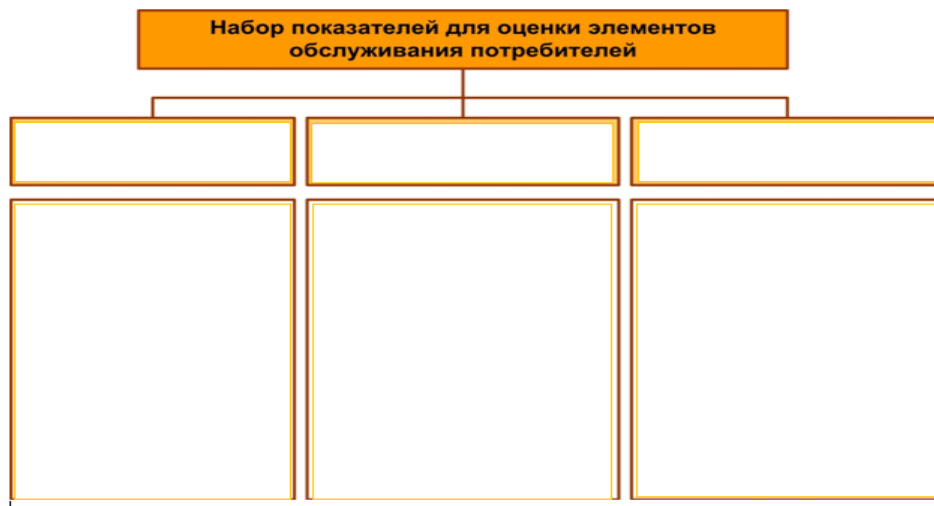 Набор показателей для оценки элементов
обслуживания потребителей